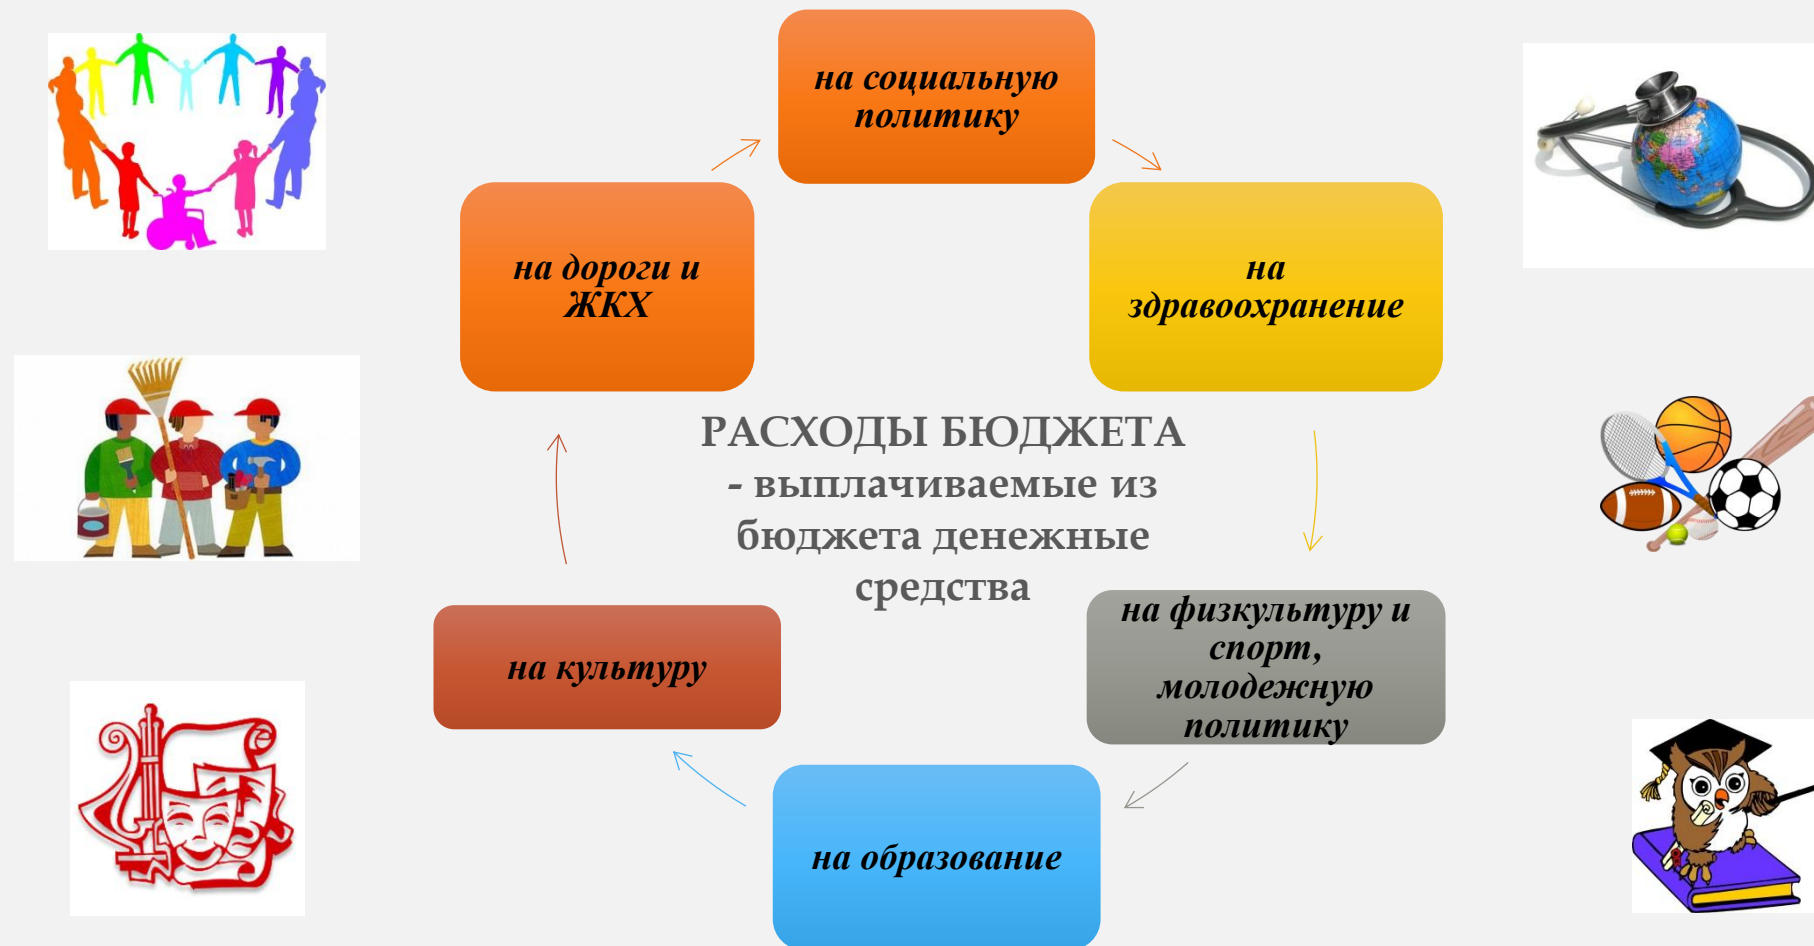 на социальную
политику
на дороги и
ЖКХ
на
здравоохранение
РАСХОДЫ БЮДЖЕТА
- выплачиваемые из
бюджета денежные
средства
на физкультуру и
спорт,
молодежную
политику
на культуру
на образование